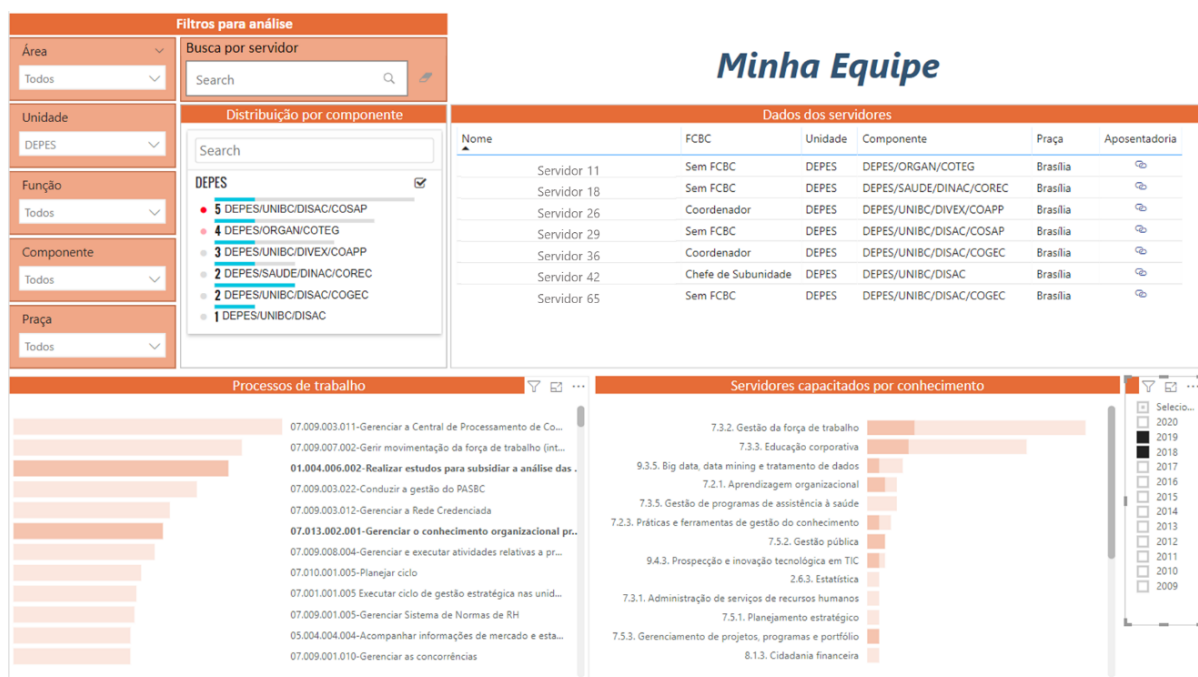 Filtros para análise
Área
Todos
Busca por servidor
Search
Minha Equipe
Unidade
DEPES
Função
Todos
Componente
Todos
Praça
Todos
Distribuição por componente
Search
DEPES
5 DEPES/UNIBC/DISAC/COSAP
4 DEPES/ORGAN/COTEG
3 DEPES/UNIBC/DIVEX/COAPP
2 DEPES/SAUDE/DINAC/COREC
2 DEPES/UNIBC/DISAC/COGEC
1 DEPES/UNIBC/DISAC
Dados dos servidores
Nome FCBC Unidade Componente Praça Aposentadoria
Servidor 11 Sem FCBC DEPES DEPES/ORGAN/COTEG Brasília
Servidor 18 Sem FCBC DEPES DEPES/SAUDE/DINAC/COREC Brasília
Servidor 26 Coordenador DEPES DEPES/UNIBC/DIVEX/COAPP Brasília
Servidor 29 Sem FCBC DEPES DEPES/UNIBC/DISAC/COSAP Brasília
Servidor 36 Coordenador DEPES DEPES/UNIBC/DISAC/COGEC Brasília
Servidor 42 Chefe de Subunidade DEPES DEPES/UNIBC/DISAC Brasília
Servidor 65 Sem FCBC DEPES DEPES/UNIBC/DISAC/COGEC Brasília
Processos de trabalho
07.009.003.011-Gerenciar a Central de Processamento de Co...
07.009.007.002-Gerir movimentação da força de trabalho (int...
01.004.006.002-Realizar estudos para subsidiar a análise das .
07.009.003.022-Conduzir a gestão do PASBC
07.009.003.012-Gerenciar a Rede Credenciada
07.013.002.001-Gerenciar o conhecimento organizacional pr..
07.009.008.004-Gerenciar e executar atividades relativas a pr...
07.010.001.005-Planejar ciclo
07.001.001.005 Executar ciclo de gestão estratégica nas unid...
07.009.001.005-Gerenciar Sistema de Normas de RH
05.004.004.004-Acompanhar informações de mercado e esta...
07.009.001.010-Gerenciar as concorrências
Servidores capacitados por conhecimento
7.3.2. Gestão da força de trabalho
7.3.3. Educação corporativa
9.3.5. Big data, data mining e tratamento de dados
7.2.1. Aprendizagem organizacional
7.3.5. Gestão de programas de assistência à saúde
7.2.3. Práticas e ferramentas de gestão do conhecimento
7.5.2. Gestão pública
9.4.3. Prospecção e inovação tecnológica em TIC
2.6.3. Estatística
7.3.1. Administração de serviços de recursos humanos
7.5.1. Planejamento estratégico
7.5.3. Gerenciamento de projetos, programas e portfólio
8.1.3. Cidadania financeira
Selecio...
2020
2019
2018
2017
2016
2015
2014
2013
2012
2011
2010
2009